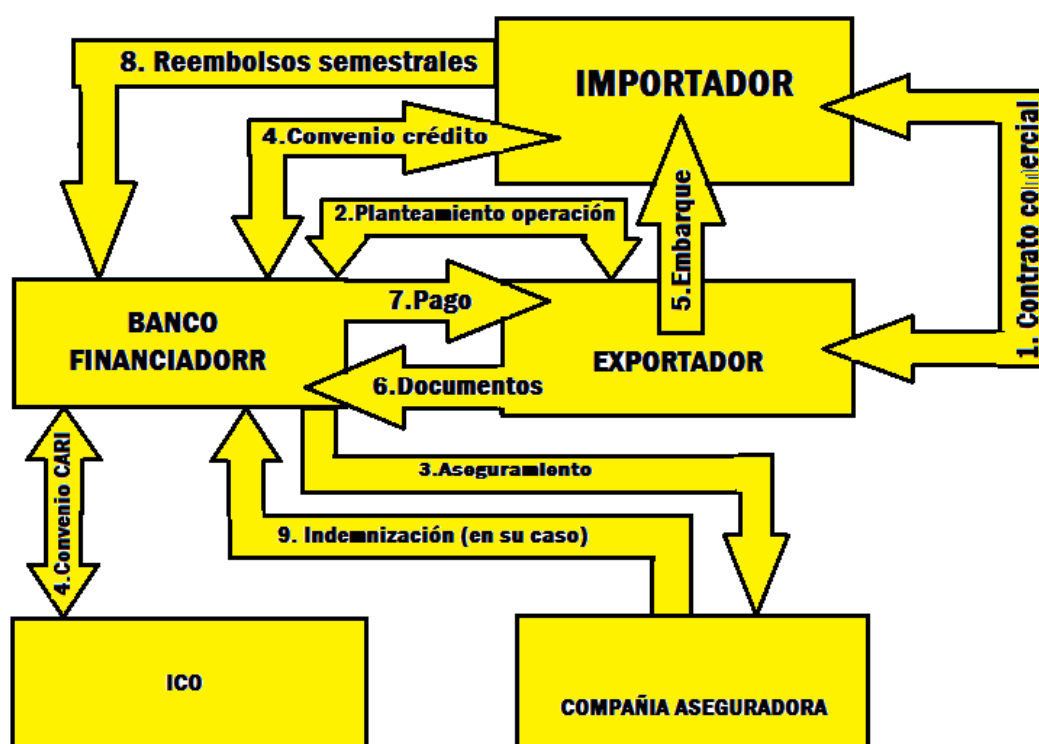 8. Reembolsos semestrales
IMPORTADOR
4.Convenio crédito
1. Contrato comercial
2.Planteamiento operación
5.Embarque
7.Pago
BANCO
FINANCIADORR
EXPORTADOR
6.Documentos
3.Aseguramiento
4.Convenio CARI
9. Indemnización (en su caso)
ICO
COMPAÑIA ASEGURADORA